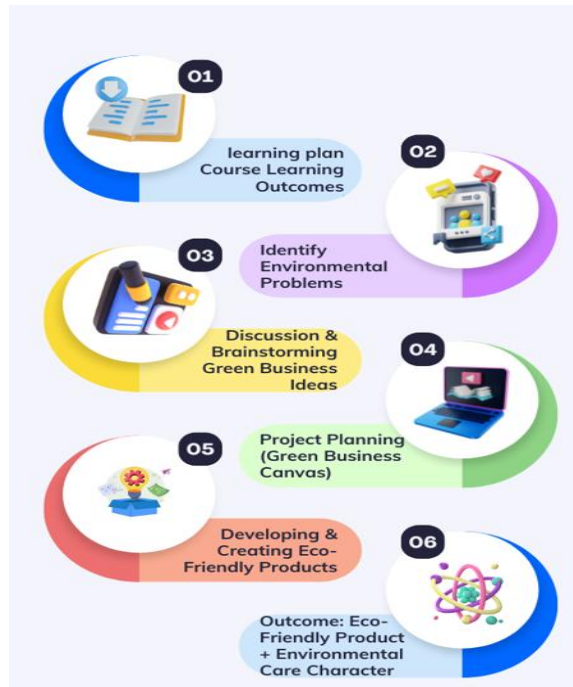 01
learning plan
Course Learning
Outcomes
02
Identify
Environmental
Problems
03
Discussion &
Brainstorming
Green Business
Ideas
04
Project Planning
(Green Business
Canvas)
05
Developing &
Creating Eco-
Friendly Products
06
Outcome: Eco-
Friendly Product
+ Environmental
Care Character